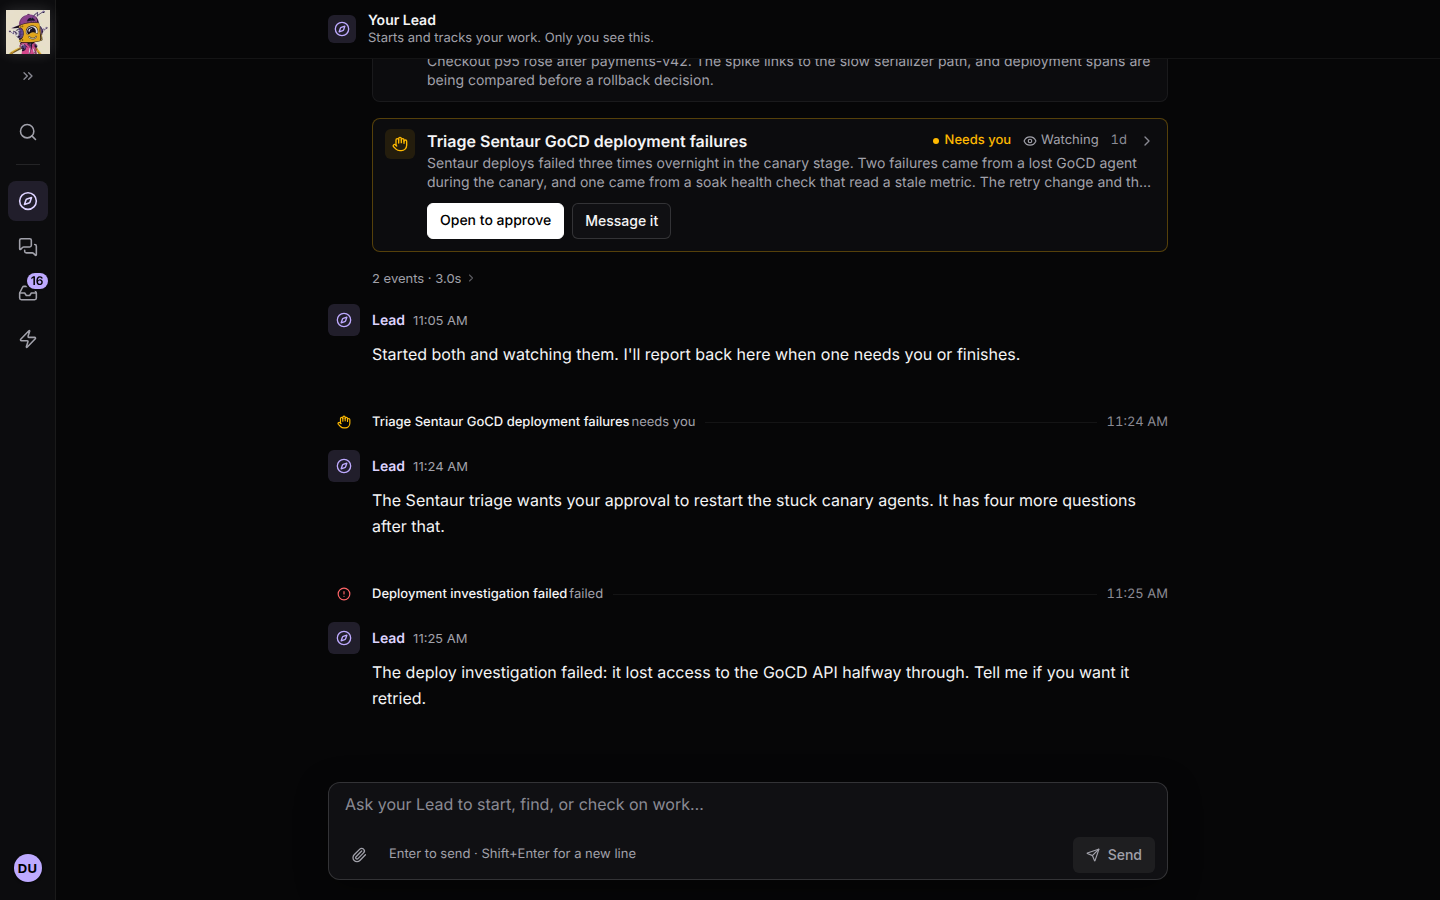 Your Lead
Starts and tracks your work. Only you see this.
Checkout p95 rose after payments-v42. The spike links to the slow serializer path, and deployment spans are
being compared before a rollback decision.
Triage Sentaur GoCD deployment failures
Needs you
Watching
1d
Sentaur deploys failed three times overnight in the canary stage. Two failures came from a lost GoCD agent
during the canary, and one came from a soak health check that read a stale metric. The retry change and th...
Open to approve
Message it
2 events · 3.0s
16
Lead 11:05 AM
Started both and watching them. I'll report back here when one needs you or finishes.
Triage Sentaur GoCD deployment failures needs you
11:24 AM
Lead 11:24 AM
The Sentaur triage wants your approval to restart the stuck canary agents. It has four more questions
after that.
Deployment investigation failed failed
11:25 AM
Lead 11:25 AM
The deploy investigation failed: it lost access to the GoCD API halfway through. Tell me if you want it
retried.
Ask your Lead to start, find, or check on work...
Enter to send · Shift+Enter for a new line
Send
DU